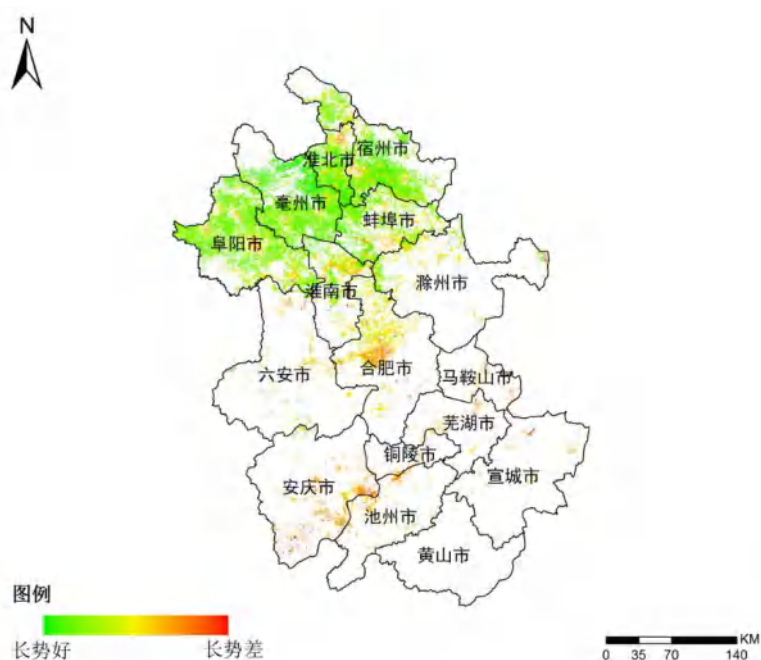 N
宿州市
淮北市
亳州市
蚌埠市
阜阳市
淮南市
滁州市
六安市
合肥市
马鞍山市
芜湖市
铜陵市
宣城市
安庆市
池州市
黄山市
图例
长势好 长势差
KM
0 35 70 140